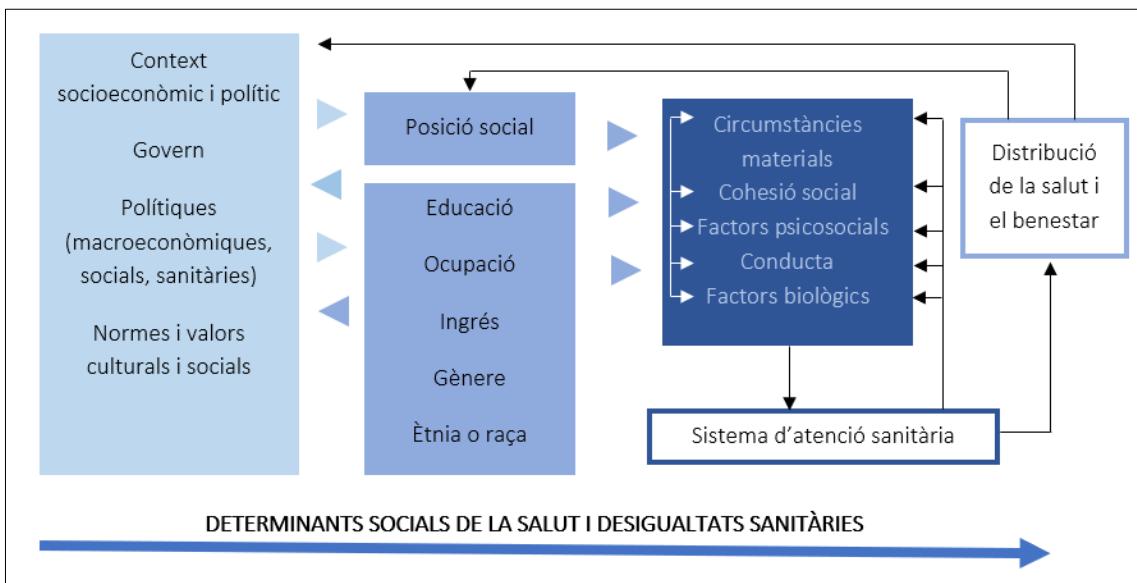 Context
socioeconòmic i polític
Govern
Polítiques
(macroeconòmiques,
socials, sanitàries)
Normes i valors
culturals i socials
Posició social
Educació
Ocupació
Ingrés
Gènere
Ètnia o raça
Circumstàncies
materials
Cohesió social
Factors psicosocials
Conducta
Factors biològics
Sistema d’atenció sanitària
Distribució
de la salut i
el benestar
DETERMINANTS SOCIALS DE LA SALUT I DESIGUALTATS SANITÀRIES